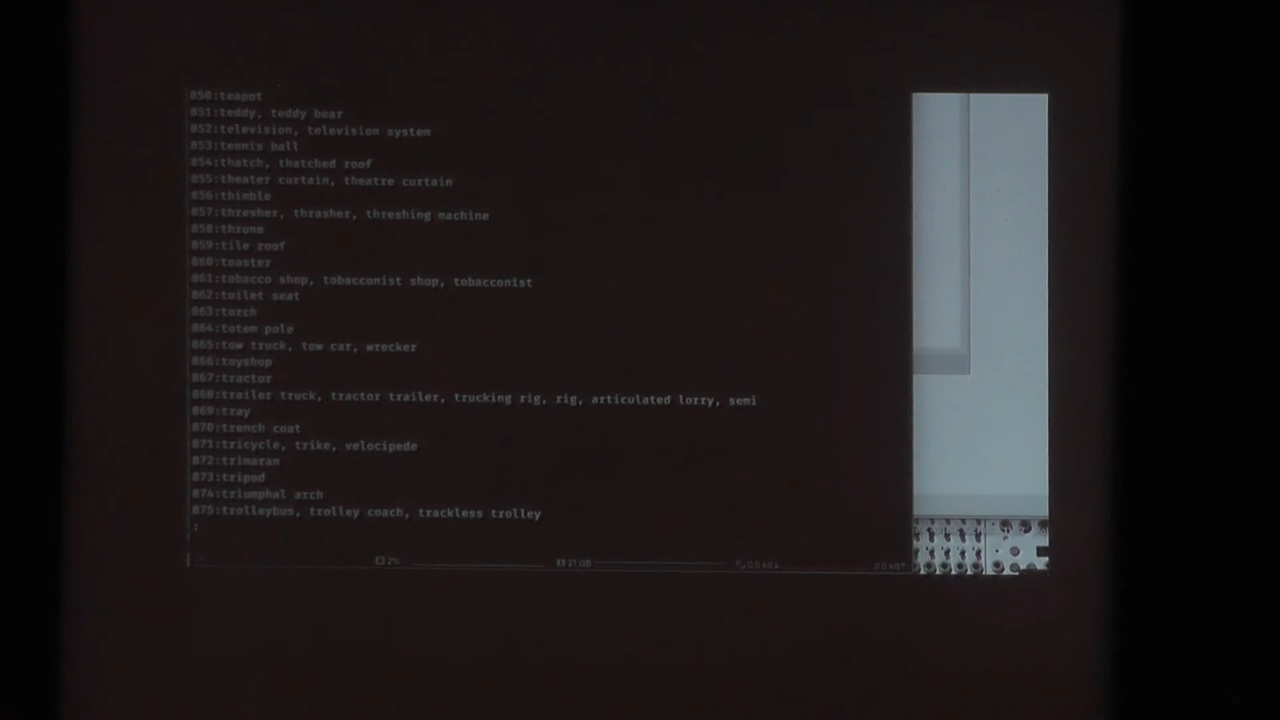 850:teapot
851:teddy, teddy bear
852:television, television system
853:tennis ball
854:thatch, thatched roof
855:theater curtain, theatre curtain
856:thimble
857:thresher, thrasher, threshing machine
858:throne
859:tile roof
860:toaster
861:tobacco shop, tobacconist shop, tobacconist
862:toilet seat
863:torch
864:totem pole
865:tow truck, tow car, wrecker
866:toyshop
867:tractor
868:trailer truck, tractor trailer, trucking rig, rig, articulated lorry, semi
869:tray
870:trench coat
871:tricycle, trike, velocipede
872:trimaran
873:tripod
874:triumphal arch
875:trolleybus, trolley coach, trackless trolley
:
2%